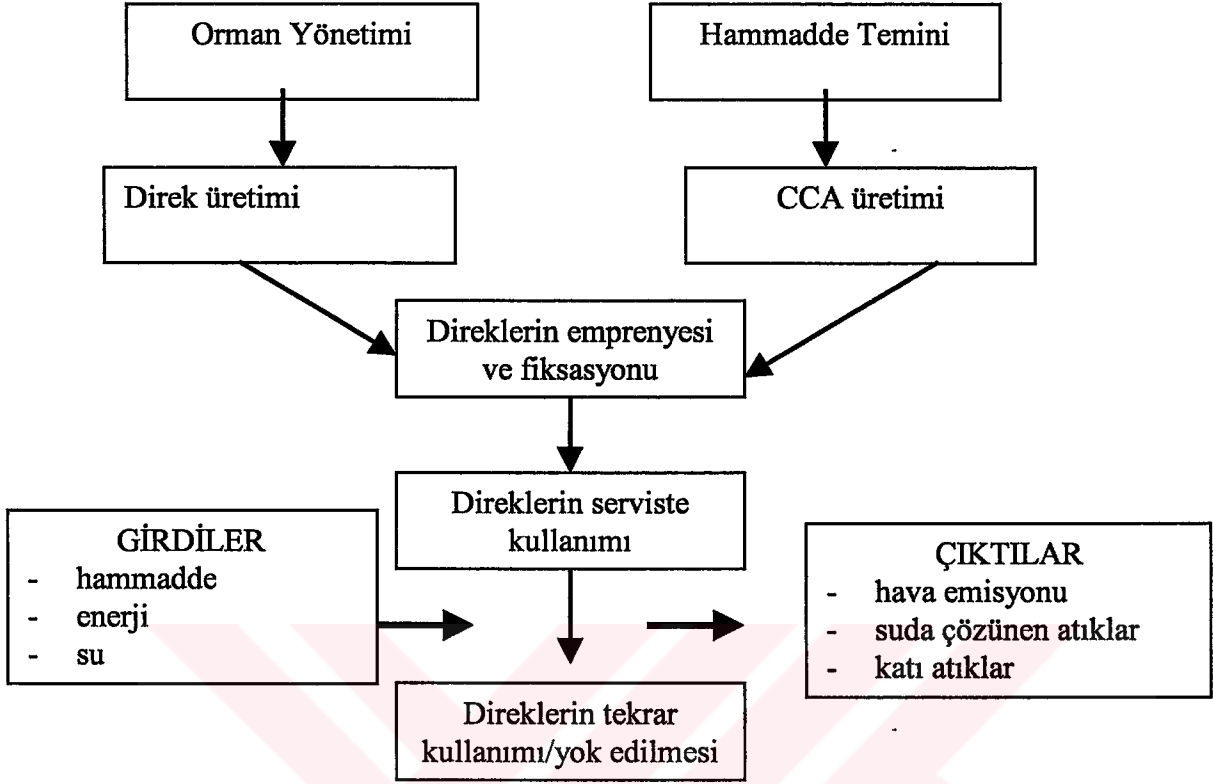 Orman Yönetimi
Hammadde Temini
Direk üretimi
CCA üretimi
Direklerin emprenyesi
ve fiksasyonu
Direklerin serviste
kullanımı
GİRDİLER
- hammadde
- enerji
- su
ÇIKTILAR
- hava emisyonu
- suda çözünen atıklar
- katı atıklar
Direklerin tekrar
kullanımı/yok edilmesi